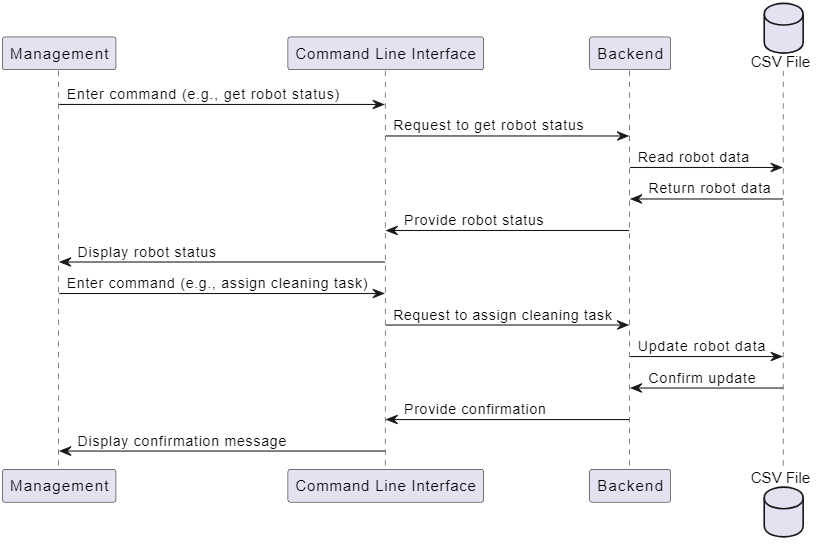 CSV File
Management
Command Line Interface
Backend
Enter command (e.g., get robot status)
Request to get robot status
Read robot data
Return robot data
Provide robot status
Display robot status
Enter command (e.g., assign cleaning task)
Request to assign cleaning task
Update robot data
Confirm update
Provide confirmation
Display confirmation message
Management
Command Line Interface
Backend
CSV File